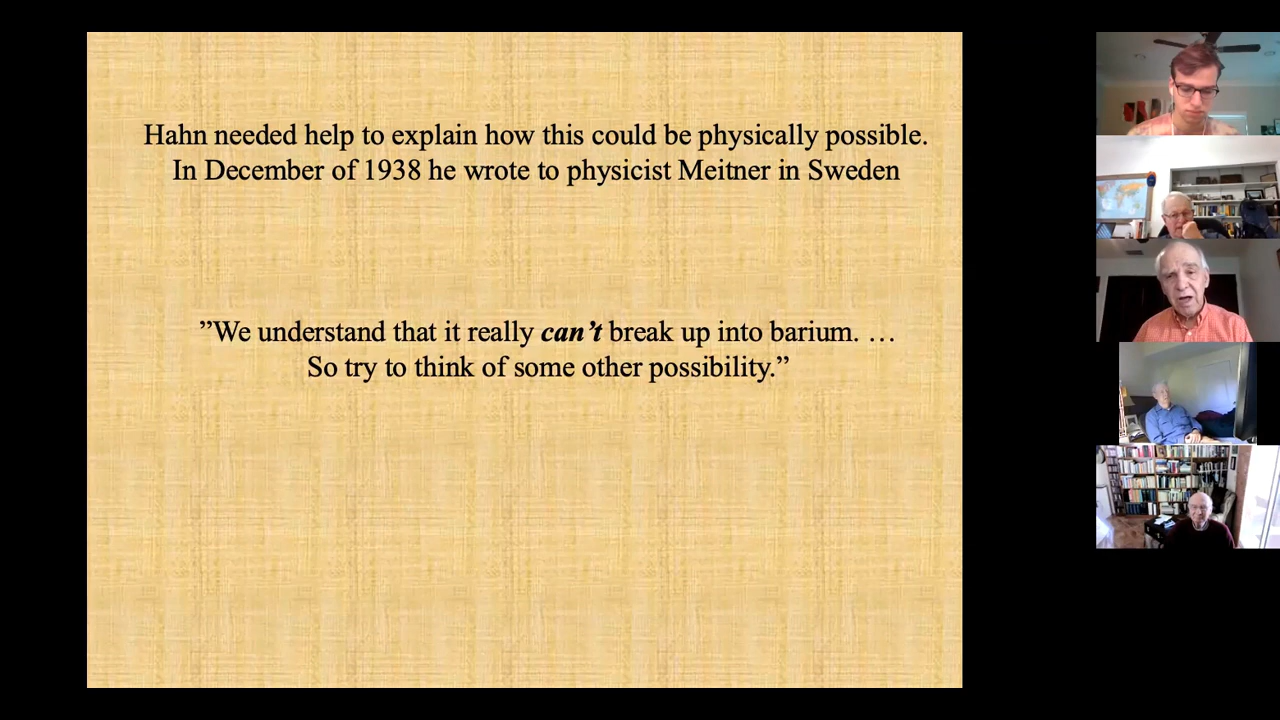 Hahn needed help to explain how this could be physically possible.
In December of 1938 he wrote to physicist Meitner in Sweden
”We understand that it really can’t break up into barium. …
So try to think of some other possibility.”